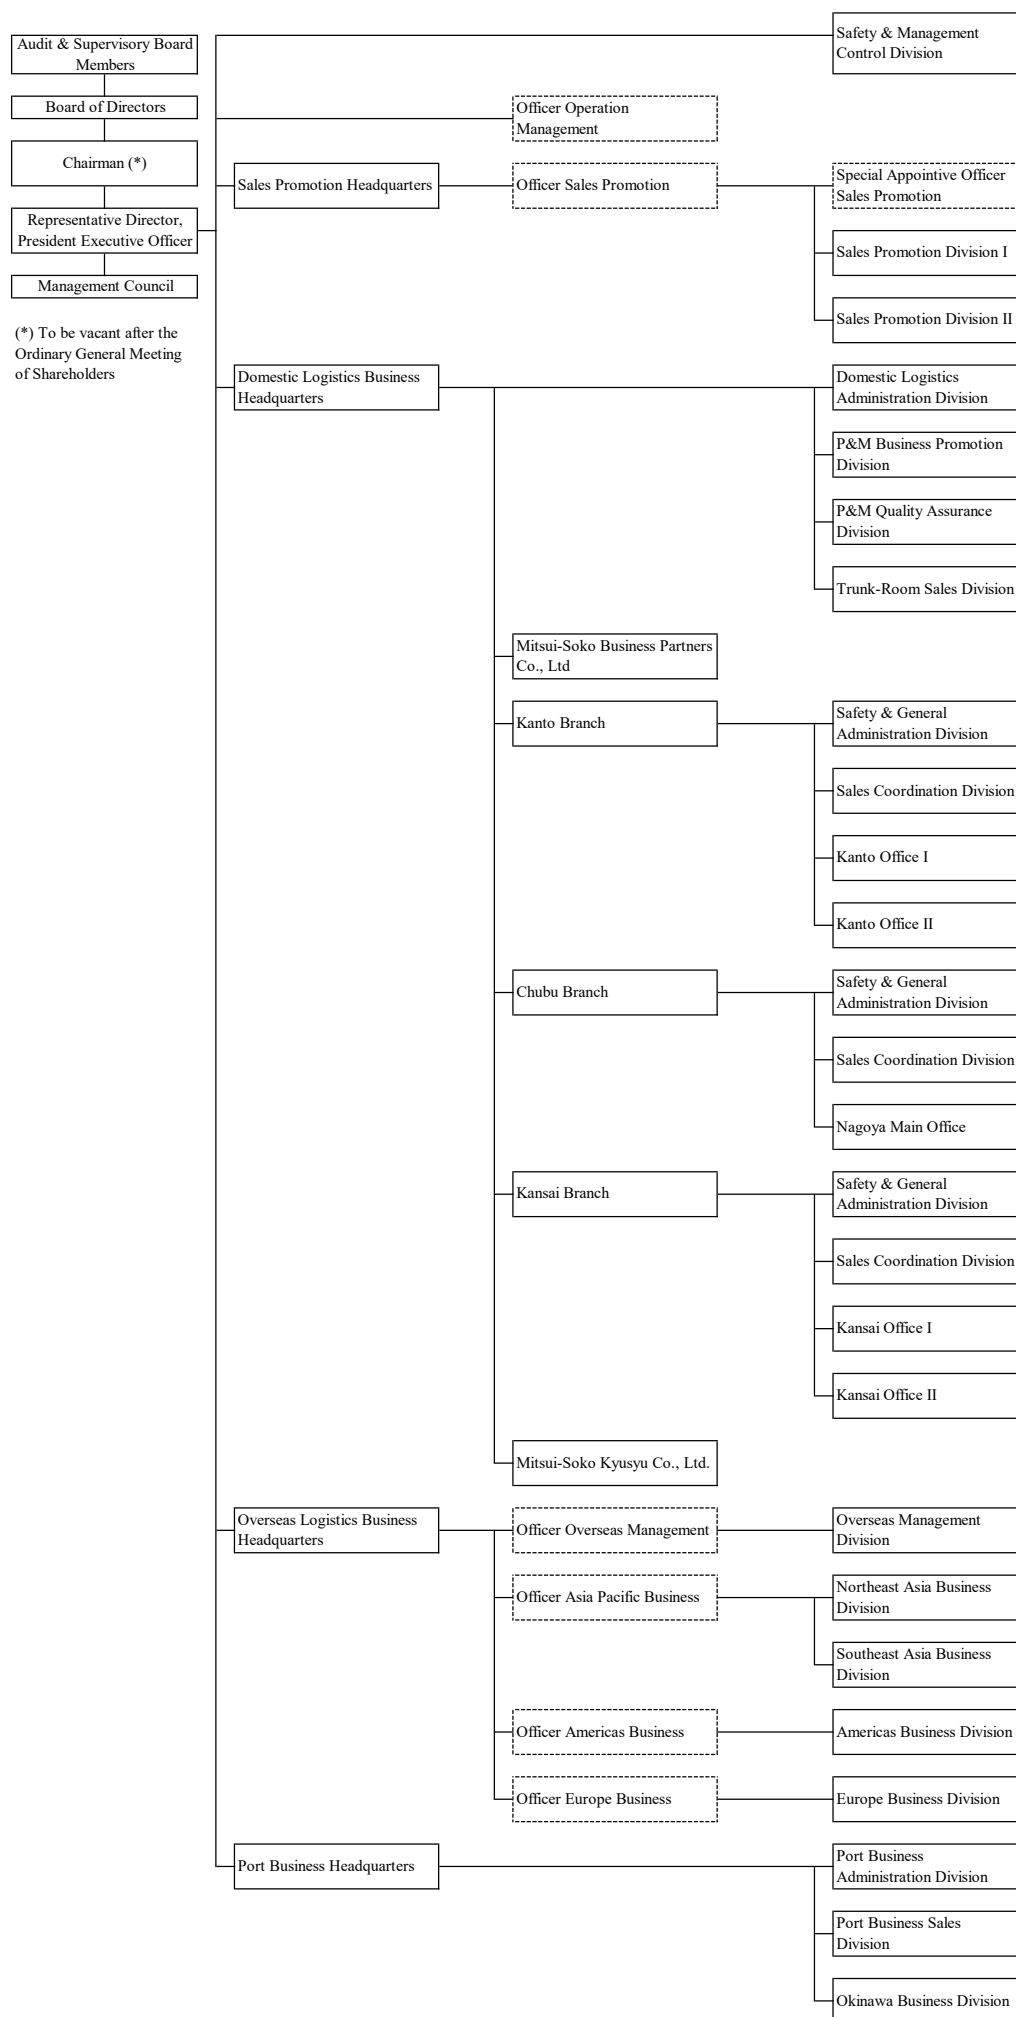 Audit & Supervisory Board
Members
Board of Directors
Chairman (*)
Representative Director,
President Executive Officer
Management Council
(*) To be vacant after the
Ordinary General Meeting
of Shareholders
Safety & Management
Control Division
Officer Operation
Management
Sales Promotion Headquarters
Officer Sales Promotion
Special Appointive Officer
Sales Promotion
Sales Promotion Division I
Sales Promotion Division II
Domestic Logistics Business
Headquarters
Domestic Logistics
Administration Division
P&M Business Promotion
Division
P&M Quality Assurance
Division
Trunk-Room Sales Division
Mitsui-Soko Business Partners
Co., Ltd
Kanto Branch
Safety & General
Administration Division
Sales Coordination Division
Kanto Office I
Kanto Office II
Chubu Branch
Safety & General
Administration Division
Sales Coordination Division
Nagoya Main Office
Kansai Branch
Safety & General
Administration Division
Sales Coordination Division
Kansai Office I
Kansai Office II
Mitsui-Soko Kyusyu Co., Ltd.
Overseas Logistics Business
Headquarters
Officer Overseas Management
Overseas Management
Division
Officer Asia Pacific Business
Northeast Asia Business
Division
Southeast Asia Business
Division
Officer Americas Business
Americas Business Division
Officer Europe Business
Europe Business Division
Port Business Headquarters
Port Business
Administration Division
Port Business Sales
Division
Okinawa Business Division